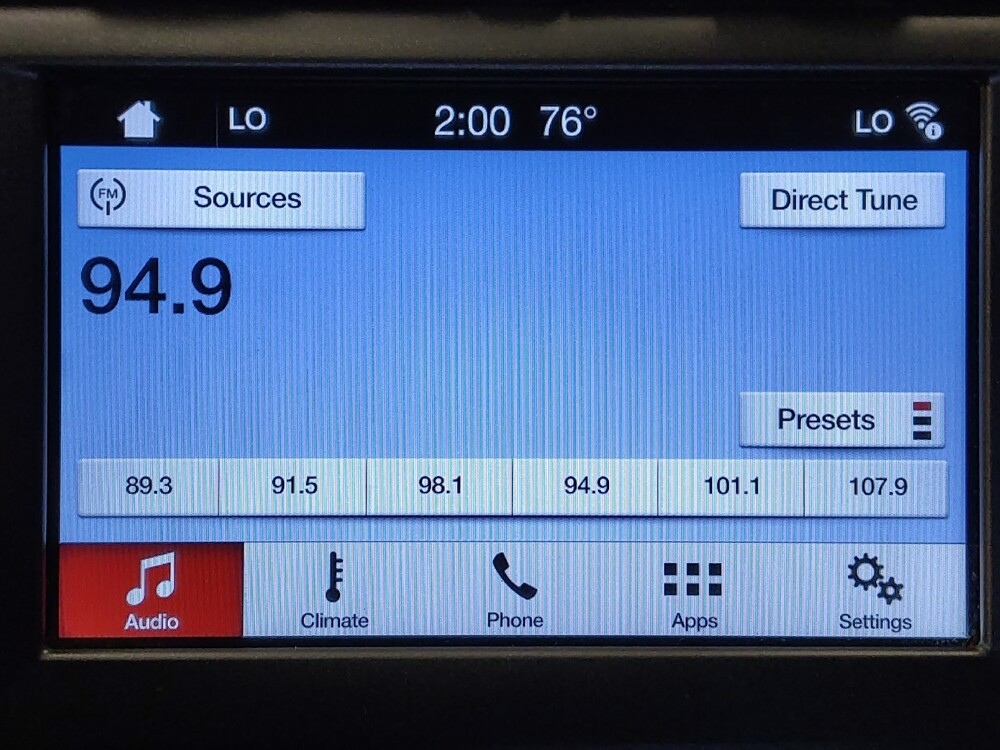 LO 2:00 76° LO
FM Sources Direct Tune
94.9
Presets
89.3 91.5 98.1 94.9 101.1 107.9
Audio Climate Phone Apps Settings